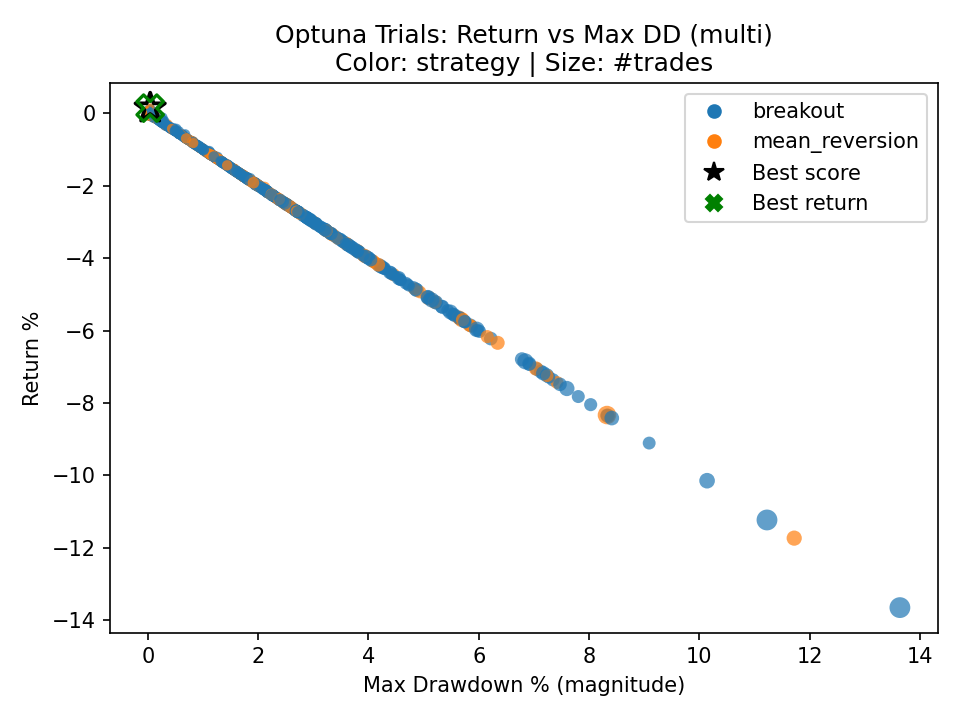 Optuna Trials: Return vs Max DD (multi)
Color: strategy | Size: #trades
breakout
mean_reversion
Best score
Best return
Return %
0
−2
−4
−6
−8
−10
−12
−14
0 2 4 6 8 10 12 14
Max Drawdown % (magnitude)